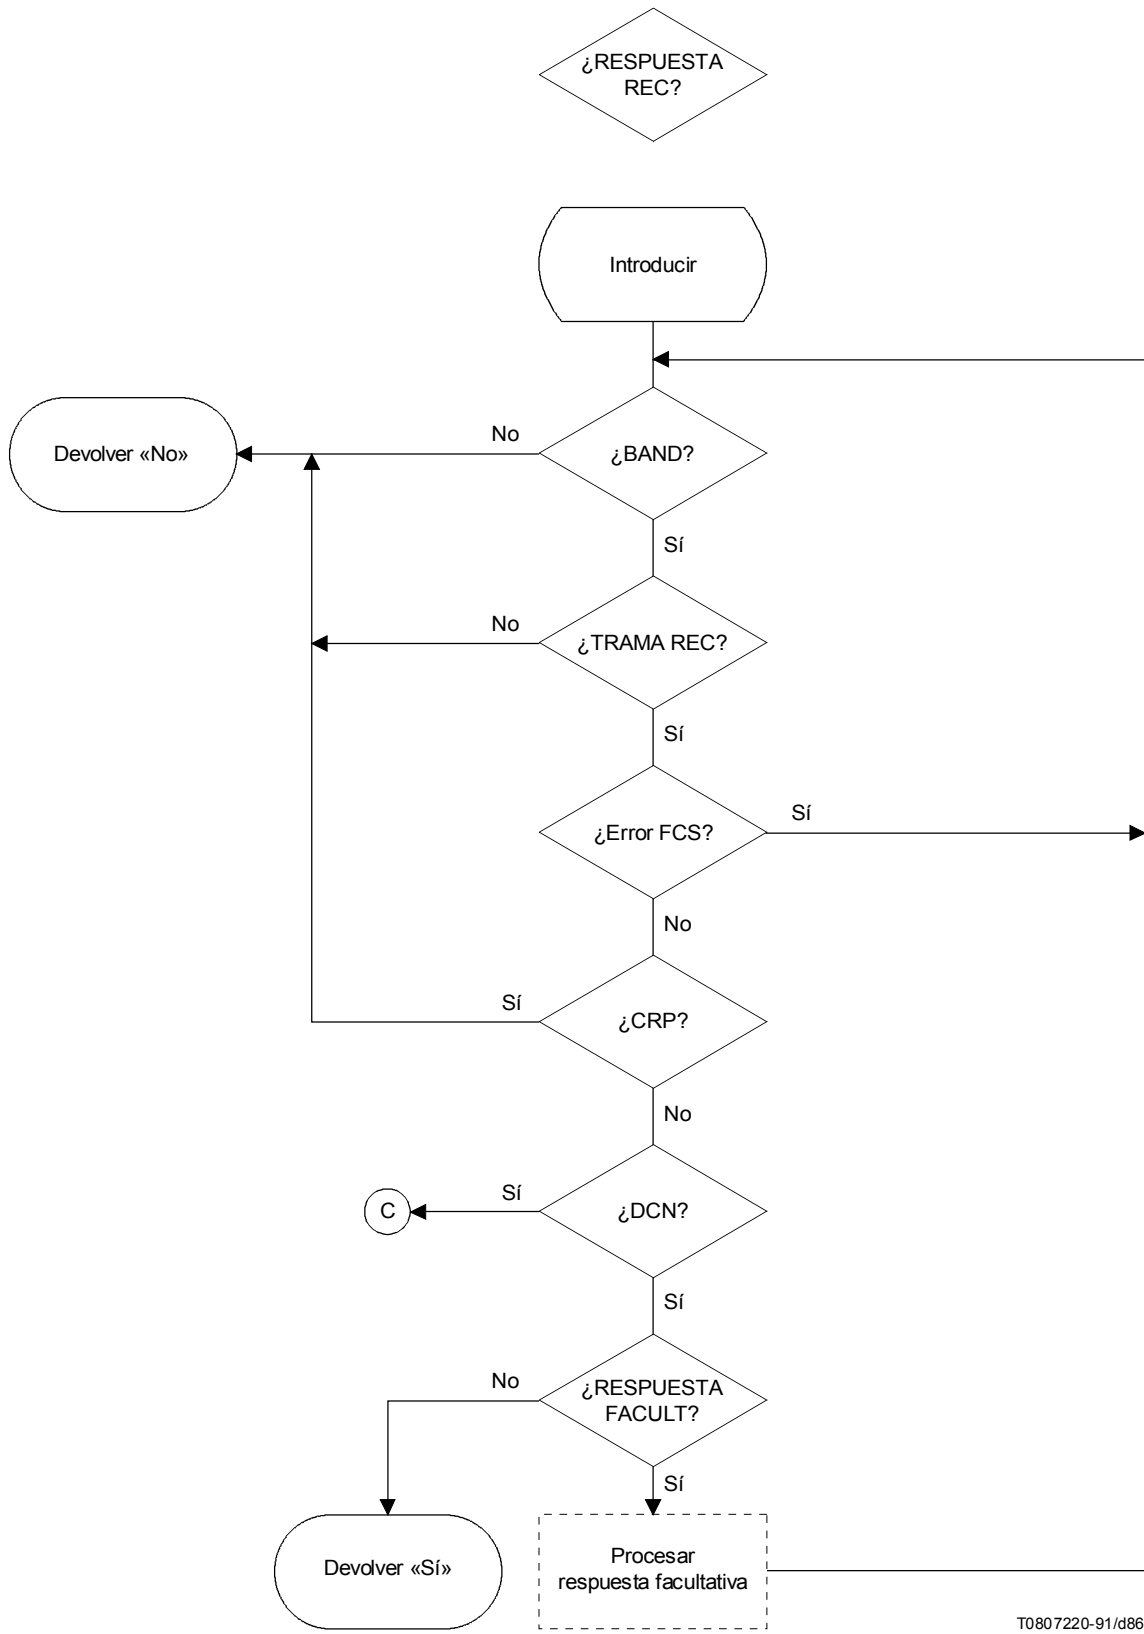 ¿RESPUESTA
REC?
Introducir
Devolver «No»
No
¿BAND?
Sí
No
¿TRAMA REC?
Sí
¿Error FCS?
Sí
No
Sí
¿CRP?
No
C
Sí
¿DCN?
Sí
No
¿RESPUESTA
FACULT?
Sí
Devolver «Sí»
Procesar
respuesta facultativa
T0807220-91/d86